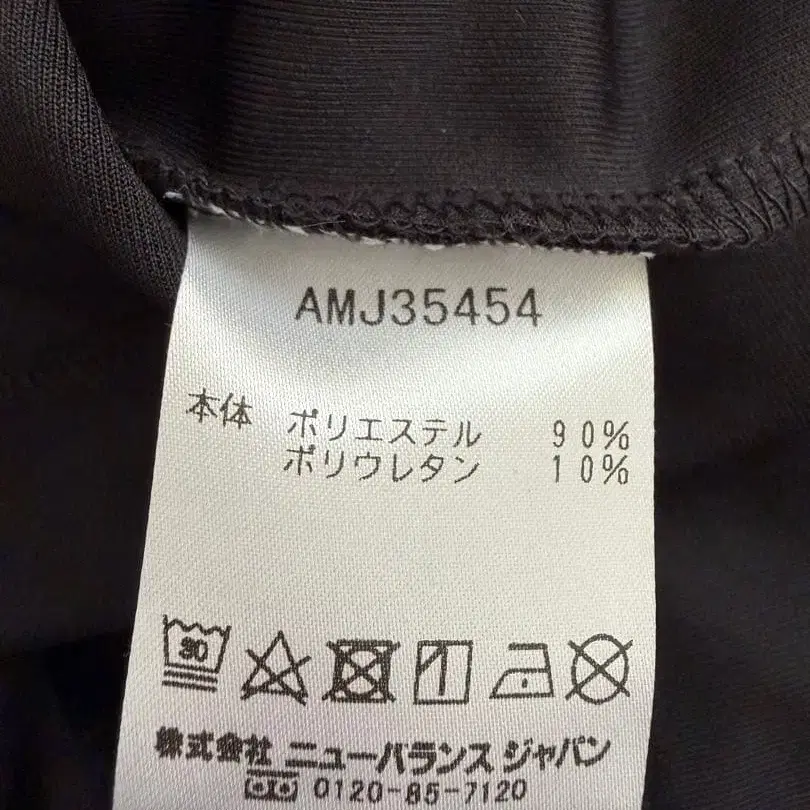 AMJ35454
本体 ポリエステル 90%
ポリウレタン 10%
30
株式会社 ニューバランス ジャパン
0120-85-7120